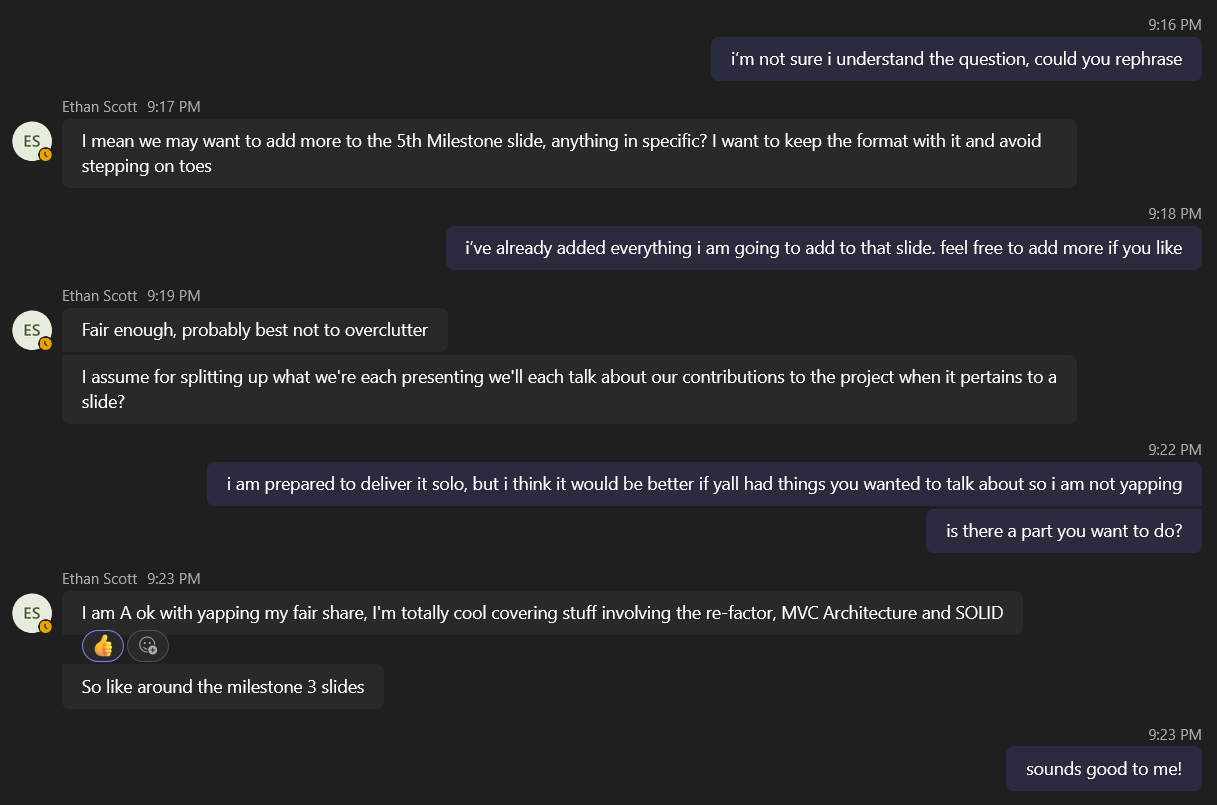 9:16 PM
i’m not sure i understand the question, could you rephrase
Ethan Scott 9:17 PM
ES
I mean we may want to add more to the 5th Milestone slide, anything in specific? I want to keep the format with it and avoid
stepping on toes
9:18 PM
i’ve already added everything i am going to add to that slide. feel free to add more if you like
Ethan Scott 9:19 PM
ES
Fair enough, probably best not to overclutter
I assume for splitting up what we're each presenting we'll each talk about our contributions to the project when it pertains to a
slide?
9:22 PM
i am prepared to deliver it solo, but i think it would be better if yall had things you wanted to talk about so i am not yapping
is there a part you want to do?
Ethan Scott 9:23 PM
ES
I am A ok with yapping my fair share, I'm totally cool covering stuff involving the re-factor, MVC Architecture and SOLID
So like around the milestone 3 slides
9:23 PM
sounds good to me!